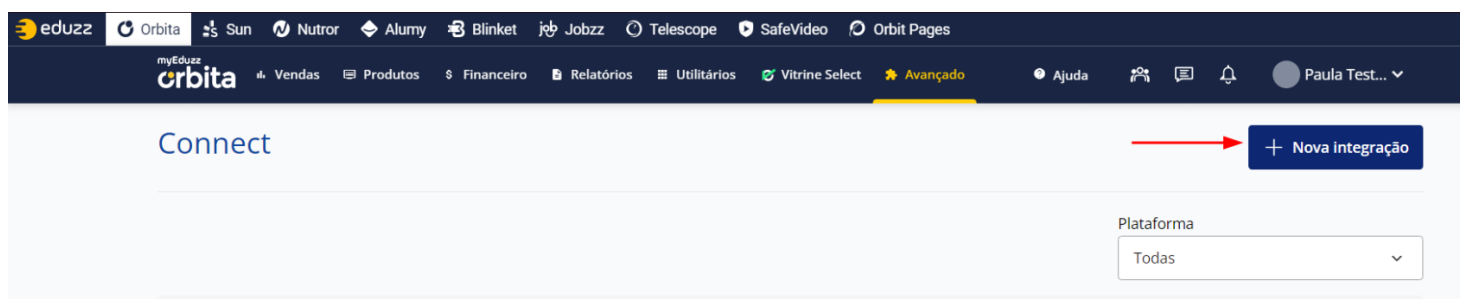 eduzz Orbita Sun Nutror Alumy Blinket jobzz Jobzz Telescope SafeVideo Orbit Pages
myEduzz
orbita Vendas Produtos $ Financeiro Relatórios Utilitários Vitrine Select Avançado ? Ajuda Paula Test...
Connect
+ Nova integração
Plataforma
Todas